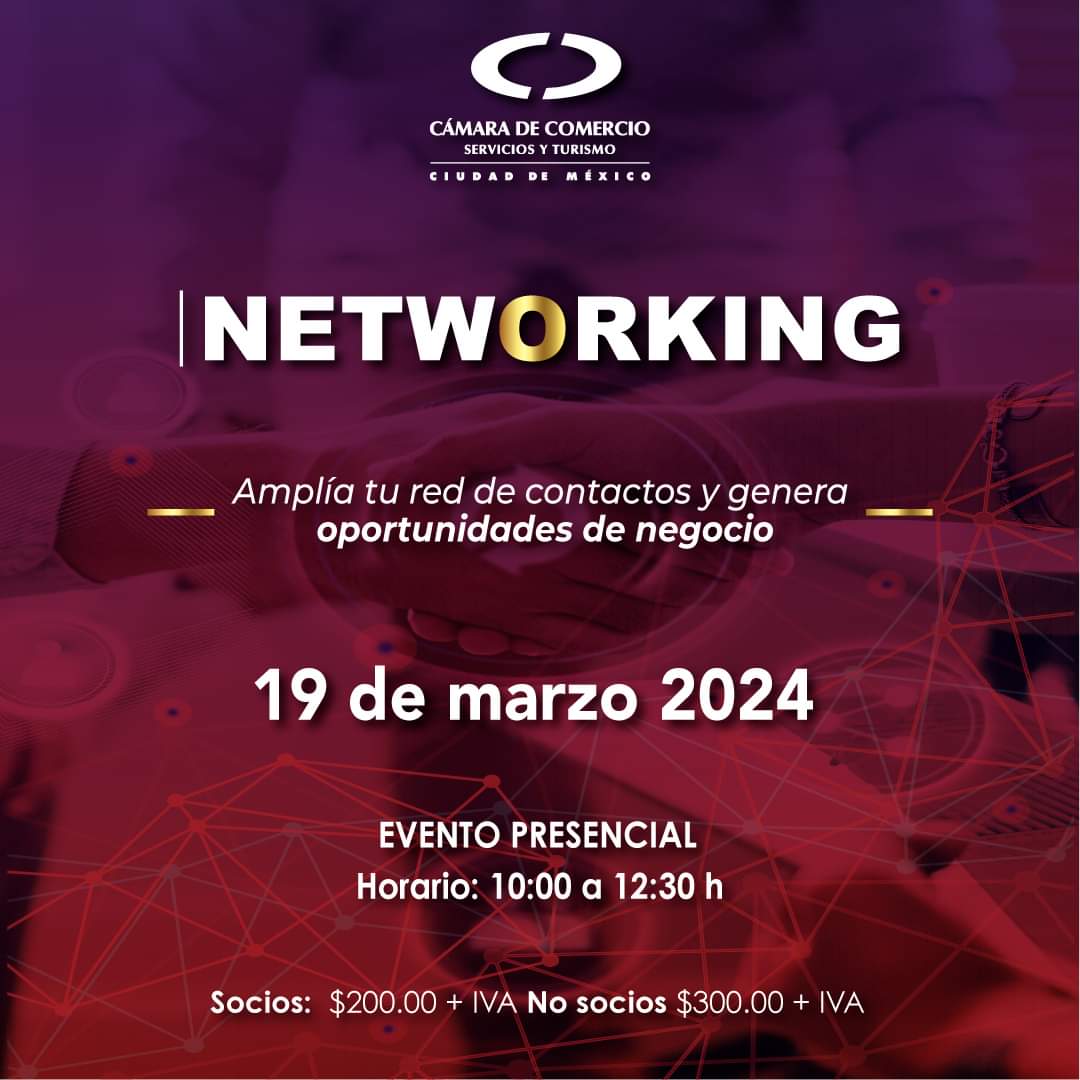 CÁMARA DE COMERCIO
SERVICIOS Y TURISMO
CIUDAD DE MÉXICO
NETWORKING
Amplía tu red de contactos y genera
oportunidades de negocio
19 de marzo 2024
EVENTO PRESENCIAL
Horario: 10:00 a 12:30 h
Socios: $200.00 + IVA No socios $300.00 + IVA